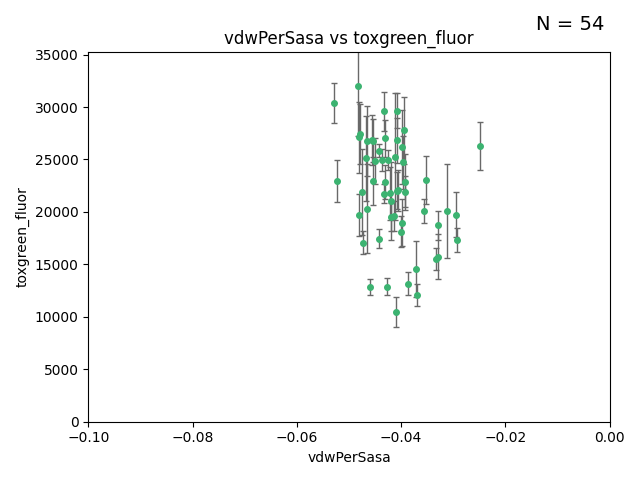 N = 54
vdwPerSasa vs toxgreen_fluor
35000
30000
25000
20000
15000
10000
5000
0
toxgreen_fluor
−0.10 −0.08 −0.06 −0.04 −0.02 0.00
vdwPerSasa